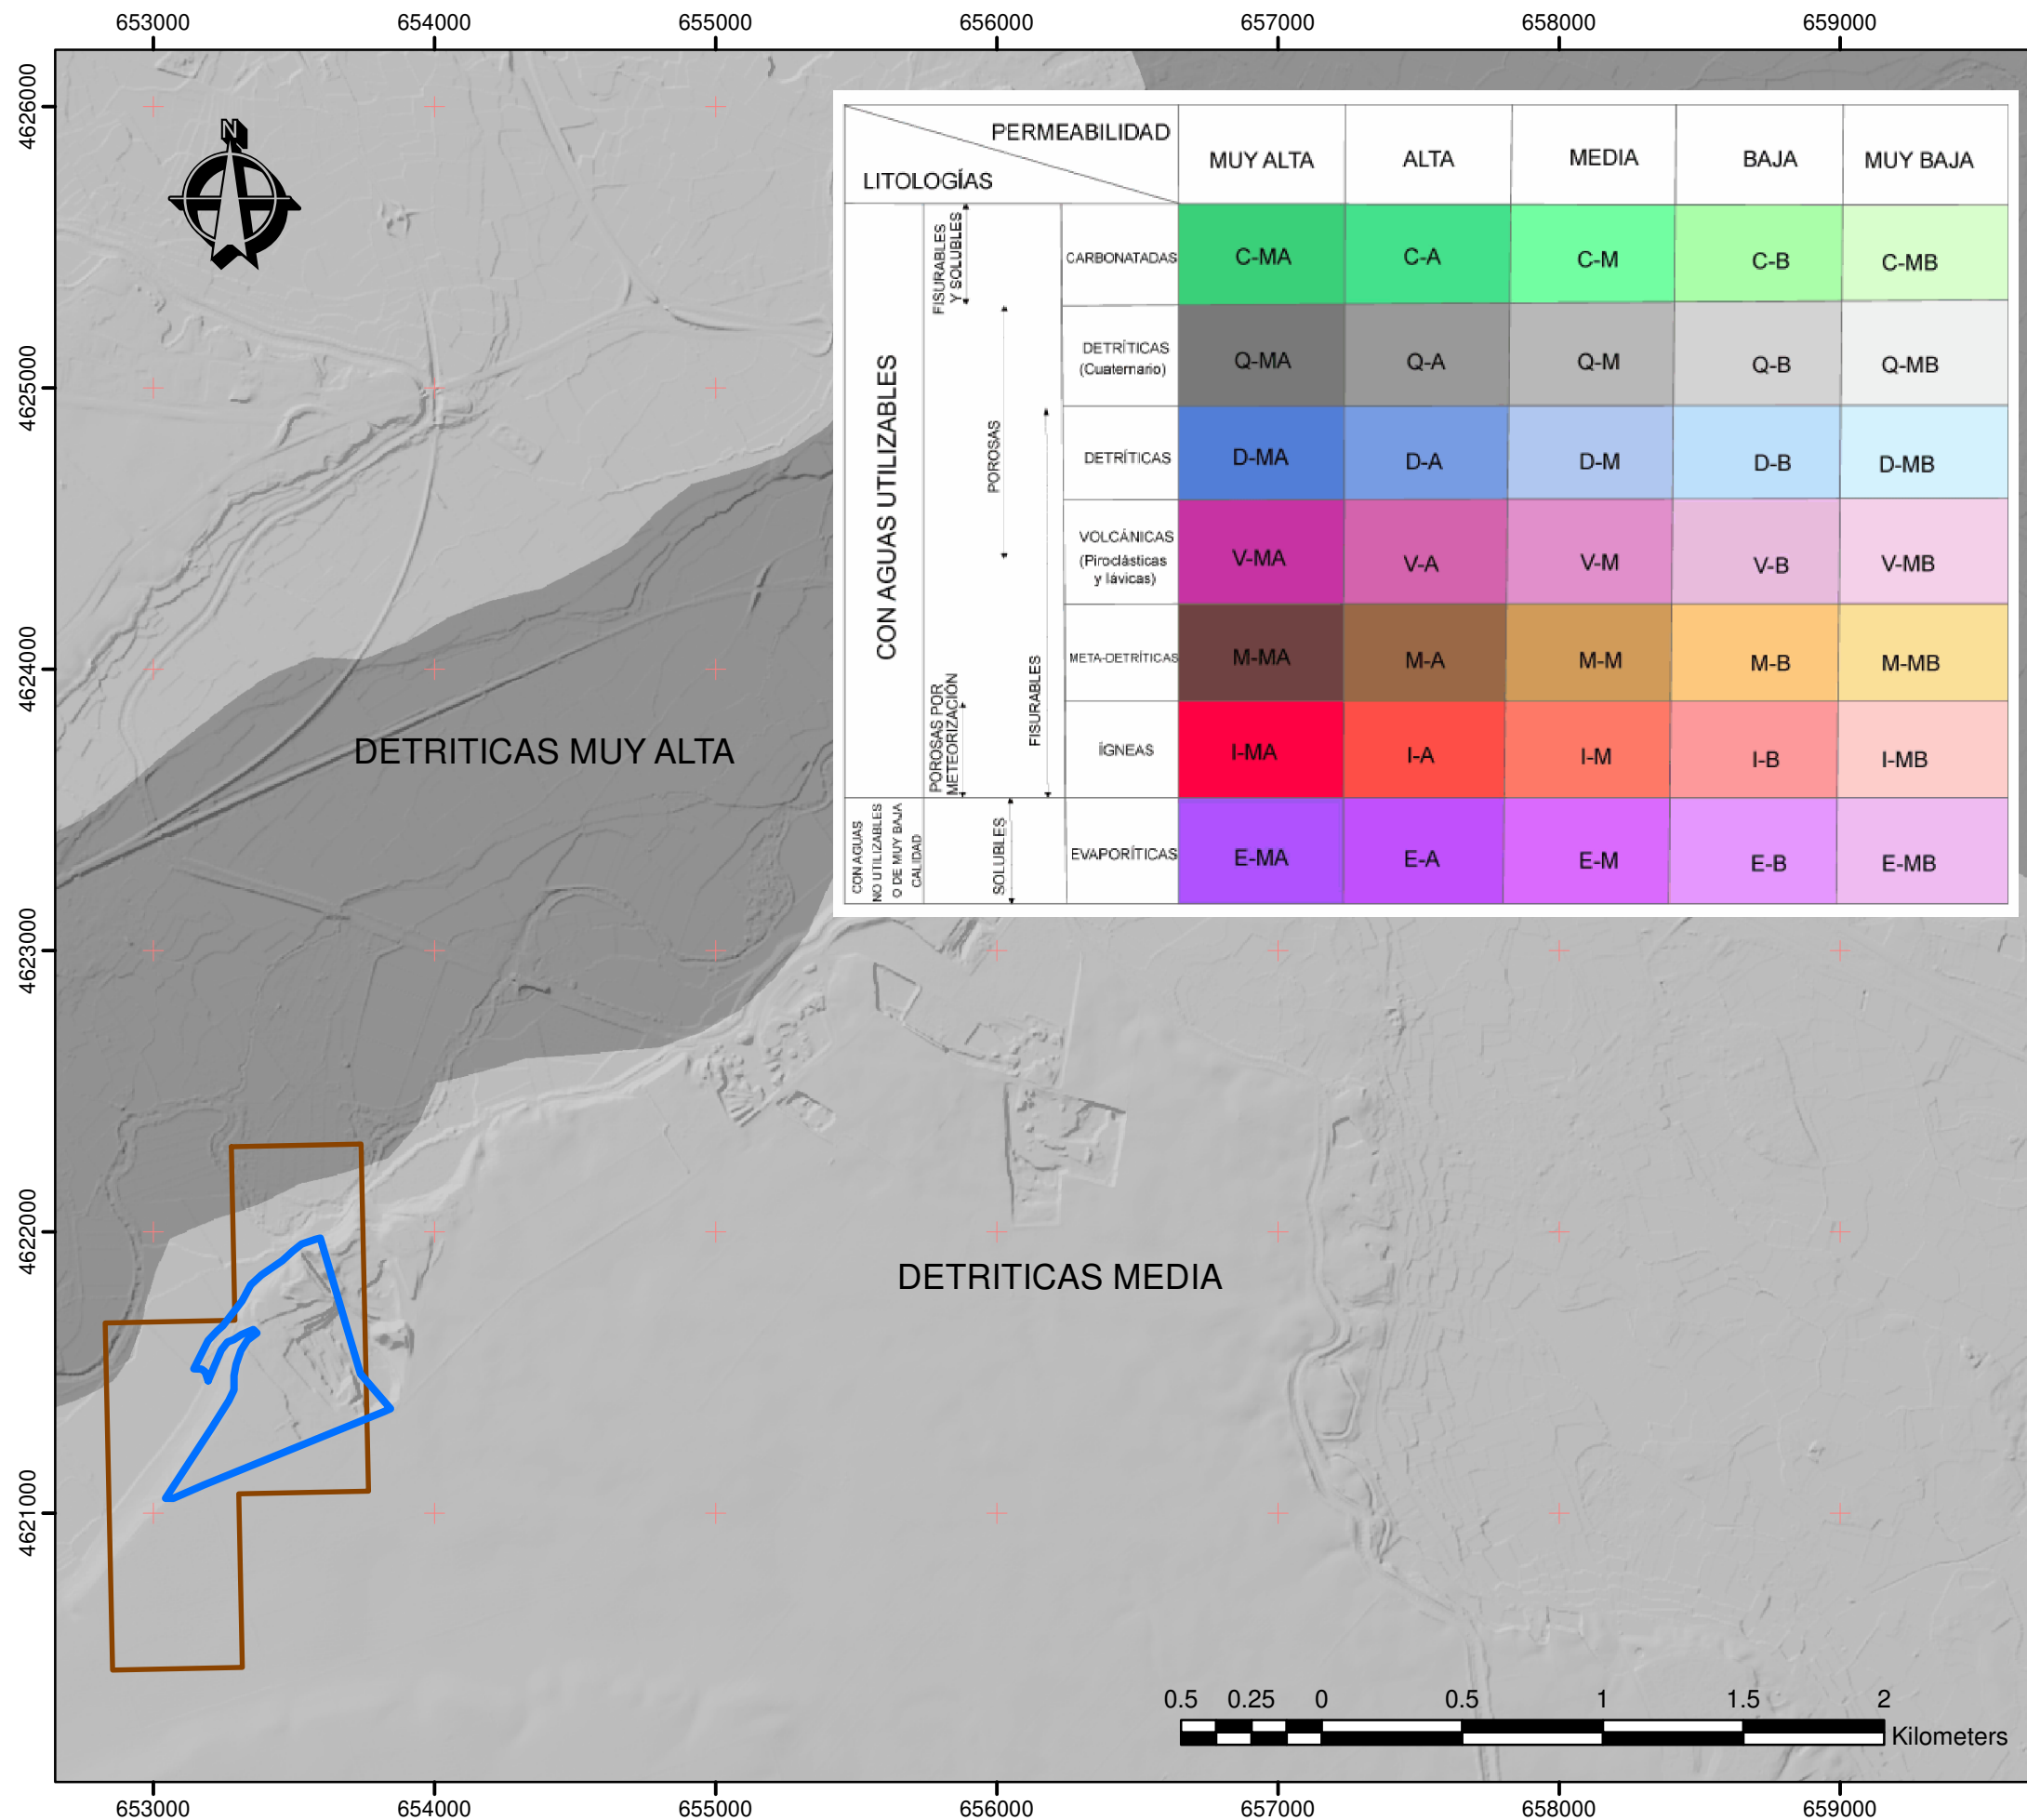 653000 654000 655000 656000 657000 658000 659000
4626000
4625000
4624000
4623000
4622000
4621000
N
PERMEABILIDAD
LITOLOGÍAS
MUY ALTA ALTA MEDIA BAJA MUY BAJA
CON AGUAS UTILIZABLES
FISURABLES
Y SOLUBLES
POROSAS
POROSAS POR
METEORIZACIÓN
FISURABLES
CARBONATADAS C-MA C-A C-M C-B C-MB
DETRÍTICAS
(Cuaternario)
Q-MA Q-A Q-M Q-B Q-MB
DETRÍTICAS D-MA D-A D-M D-B D-MB
VOLCÁNICAS
(Piroclásticas
y lávicas)
V-MA V-A V-M V-B V-MB
META-DETRÍTICAS M-MA M-A M-M M-B M-MB
ÍGNEAS I-MA I-A I-M I-B I-MB
CON AGUAS
NO UTILIZABLES
O DE MUY BAJA
CALIDAD
SOLUBLES
EVAPORÍTICAS E-MA E-A E-M E-B E-MB
DETRITICAS MUY ALTA
DETRITICAS MEDIA
0.5 0.25 0 0.5 1 1.5 2
Kilometers
653000 654000 655000 656000 657000 658000 659000